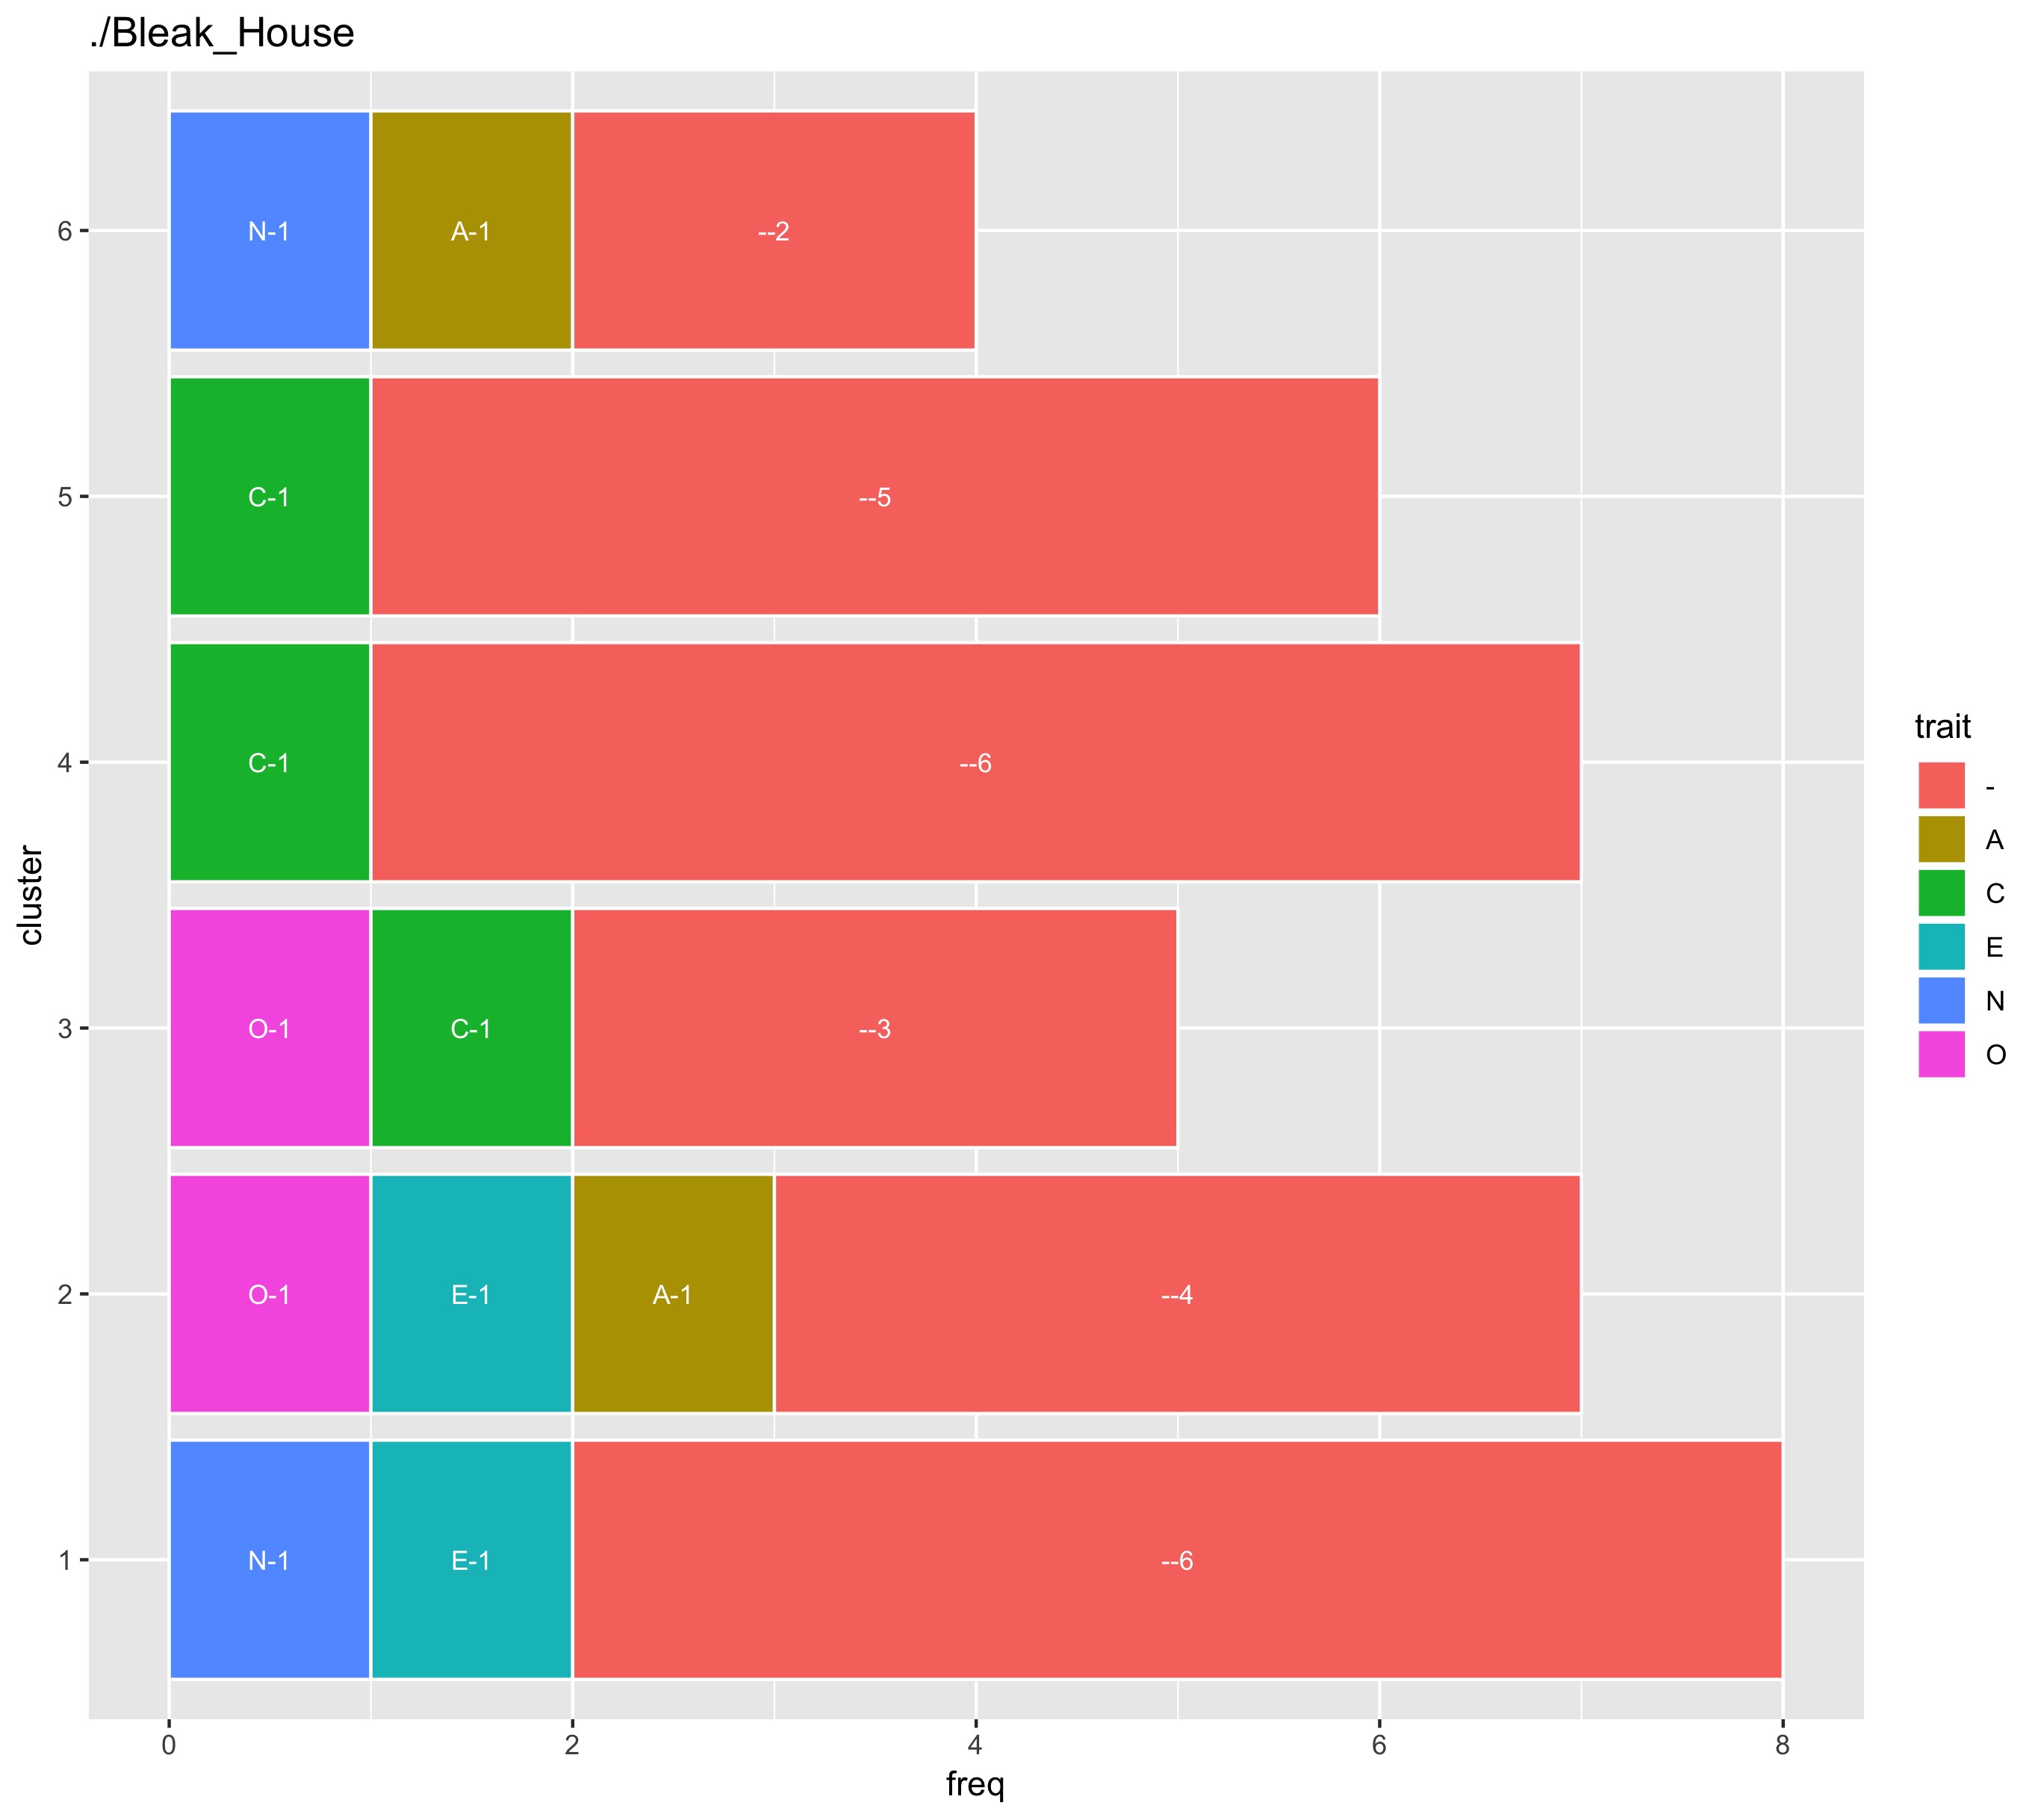 ./Bleak_House
6
N-1 A-1 --2
5
C-1 --5
4
C-1 --6
cluster
3
O-1 C-1 --3
2
O-1 E-1 A-1 --4
1
N-1 E-1 --6
0 2 4 6 8
freq
trait
-
A
C
E
N
O